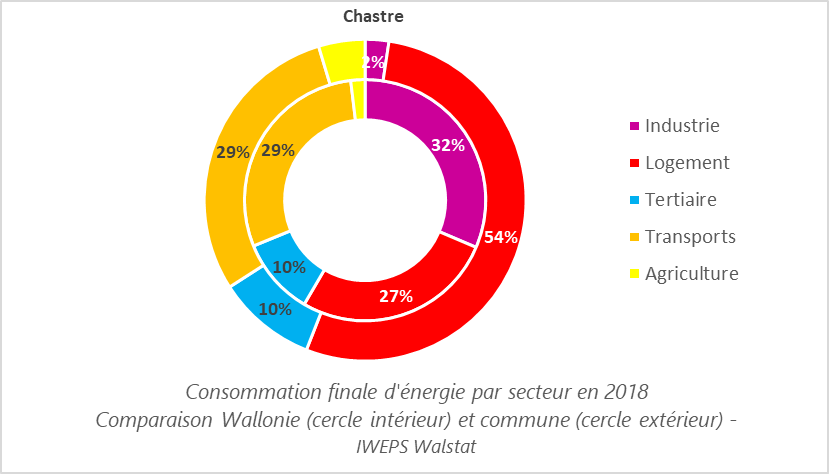 Chastre
2%
32%
29%
29%
54%
10%
27%
10%
Industrie
Logement
Tertiaire
Transports
Agriculture
Consommation finale d'énergie par secteur en 2018
Comparaison Wallonie (cercle intérieur) et commune (cercle extérieur) -
IWEPS Walstat